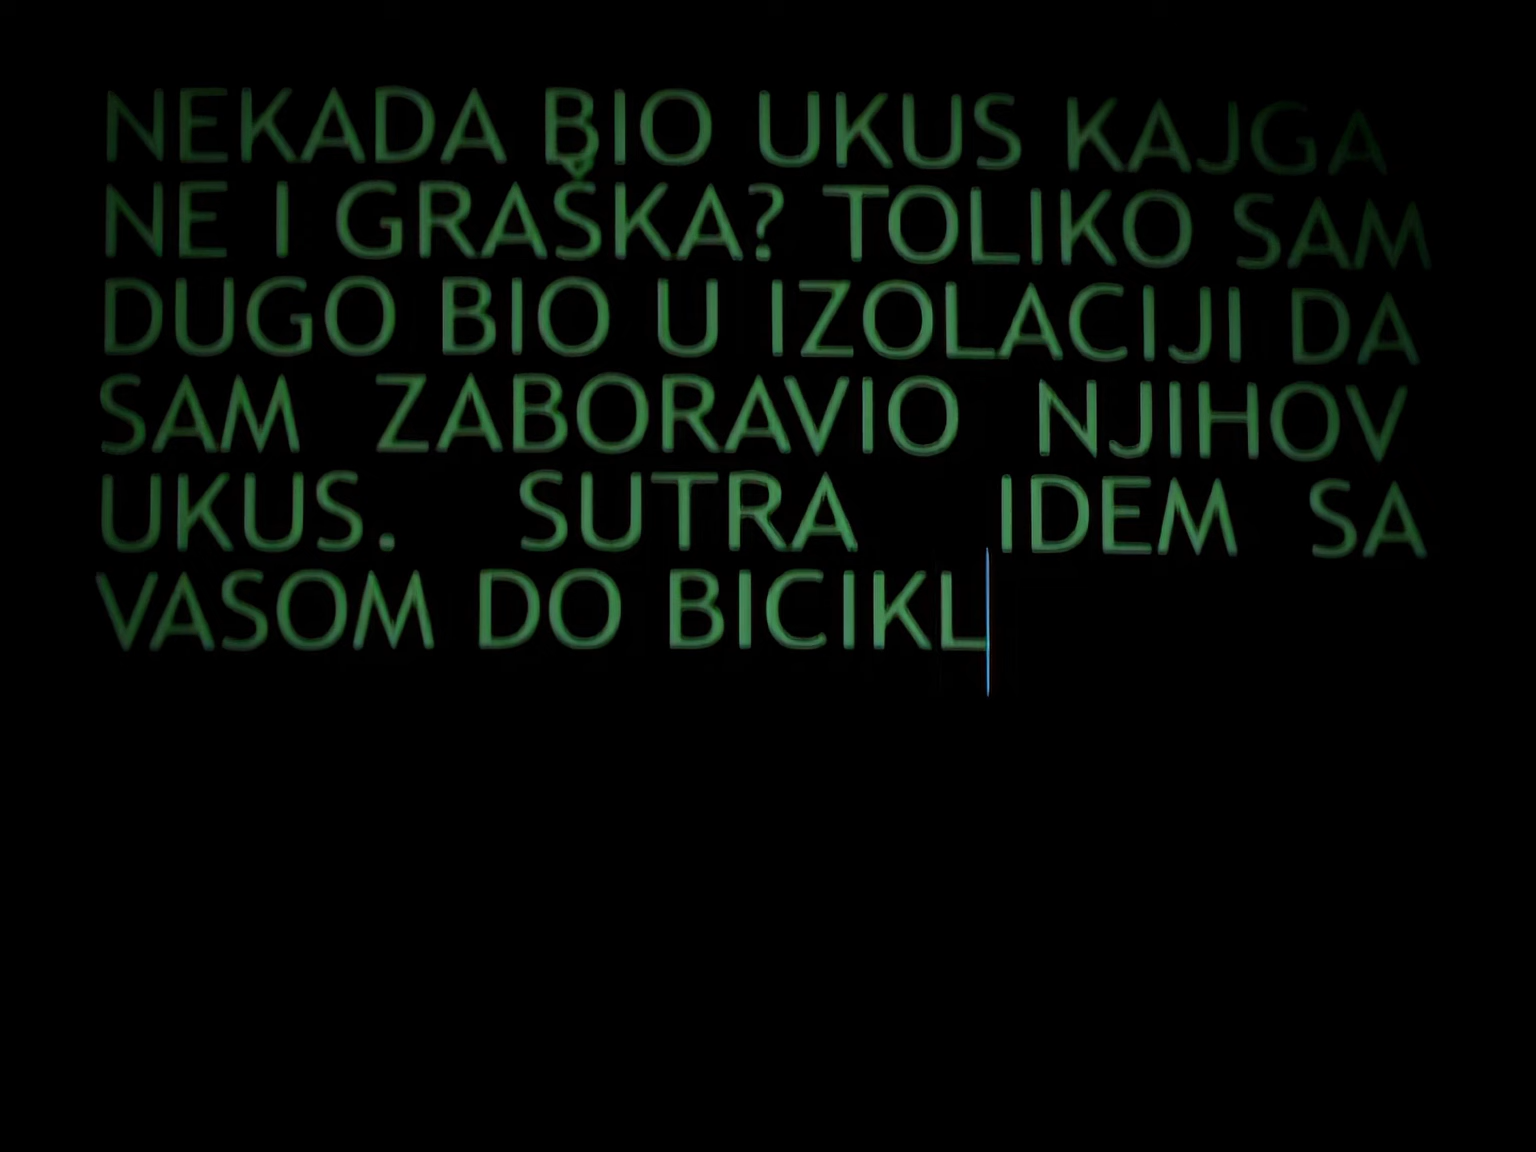 NEKADA BIO UKUS KAJGA
NE I GRAŠKA? TOLIKO SAM
DUGO BIO U IZOLACIJI DA
SAM ZABORAVIO NJIHOV
UKUS. SUTRA IDEM SA
VASOM DO BICIKL